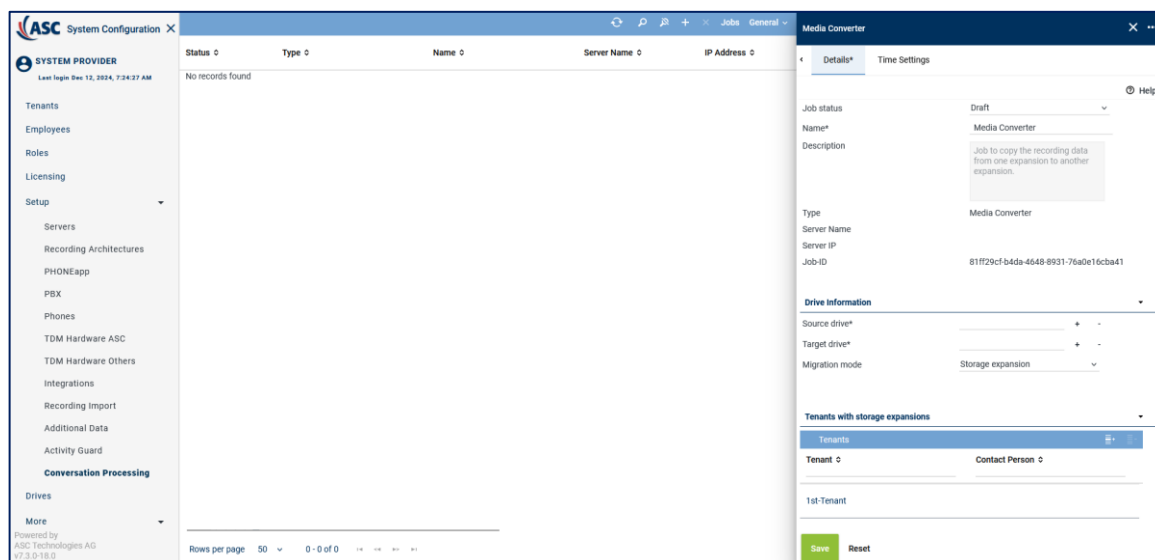 ASC System Configuration
SYSTEM PROVIDER
Last login Dec 12, 2024, 7:24:27 AM
Tenants
Employees
Roles
Licensing
Setup
Servers
Recording Architectures
PHONEapp
PBX
Phones
TDM Hardware ASC
TDM Hardware Others
Integrations
Recording Import
Additional Data
Activity Guard
Conversation Processing
Drives
More
Powered by
ASC Technologies AG
v7.3.0-18.0
Jobs General
Status Type Name Server Name IP Address
No records found
Rows per page 50 0 - 0 of 0
Media Converter
Details* Time Settings
Help
Job status Draft
Name* Media Converter
Description Job to copy the recording data
from one expansion to another
expansion.
Type Media Converter
Server Name
Server IP
Job-ID 81ff29cf-b4da-4648-8931-76a0e16cba41
Drive Information
Source drive* + -
Target drive* + -
Migration mode Storage expansion
Tenants with storage expansions
Tenants
Tenant Contact Person
1st-Tenant
Save Reset